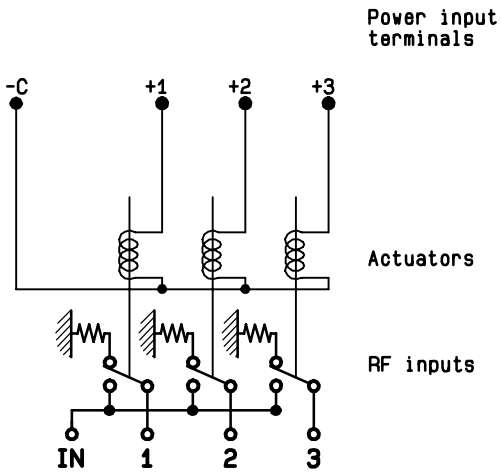 Power input
terminals
-C
+1
+2
+3
Actuators
RF inputs
IN
1
2
3